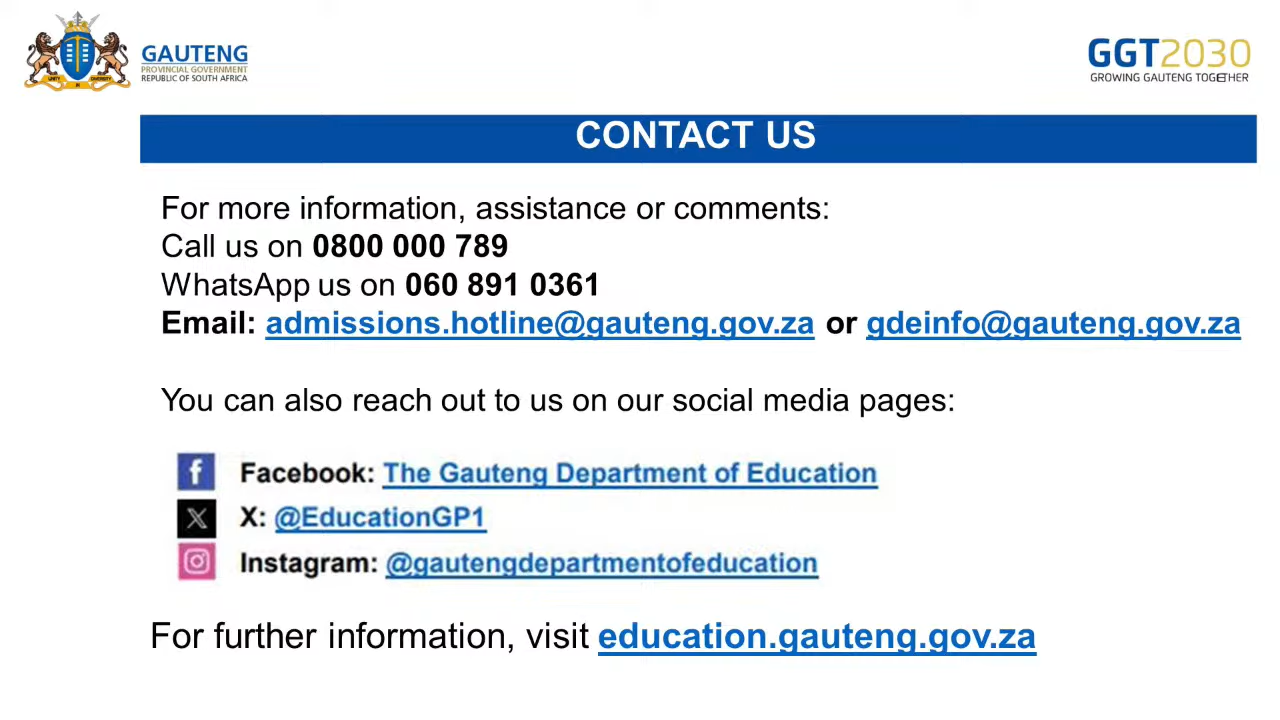 GAUTENG
PROVINCIAL GOVERNMENT
REPUBLIC OF SOUTH AFRICA
UNITY IN DIVERSITY
GGT2030
GROWING GAUTENG TOGETHER
CONTACT US
For more information, assistance or comments:
Call us on 0800 000 789
WhatsApp us on 060 891 0361
Email: admissions.hotline@gauteng.gov.za or gdeinfo@gauteng.gov.za
You can also reach out to us on our social media pages:
Facebook: The Gauteng Department of Education
X: @EducationGP1
Instagram: @gautengdepartmentofeducation
For further information, visit education.gauteng.gov.za